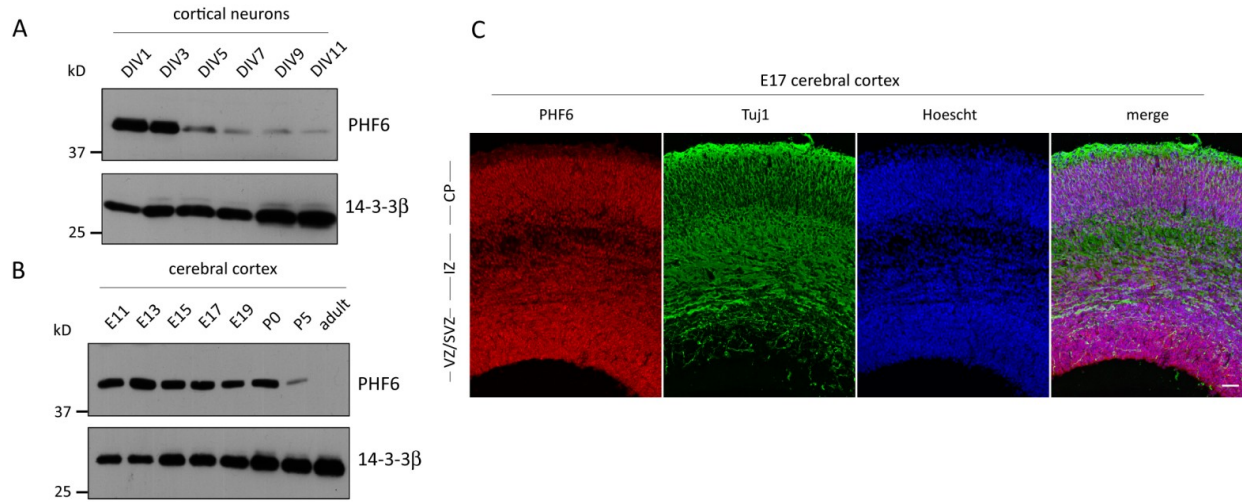 A
cortical neurons
kD
DIV1 DIV3 DIV5 DIV7 DIV9 DIV11
PHF6
37
14-3-3β
25
B
cerebral cortex
kD
E11 E13 E15 E17 E19 P0 P5 adult
PHF6
37
14-3-3β
25
C
E17 cerebral cortex
PHF6 Tuj1 Hoescht merge
CP
IZ
VZ/SVZ